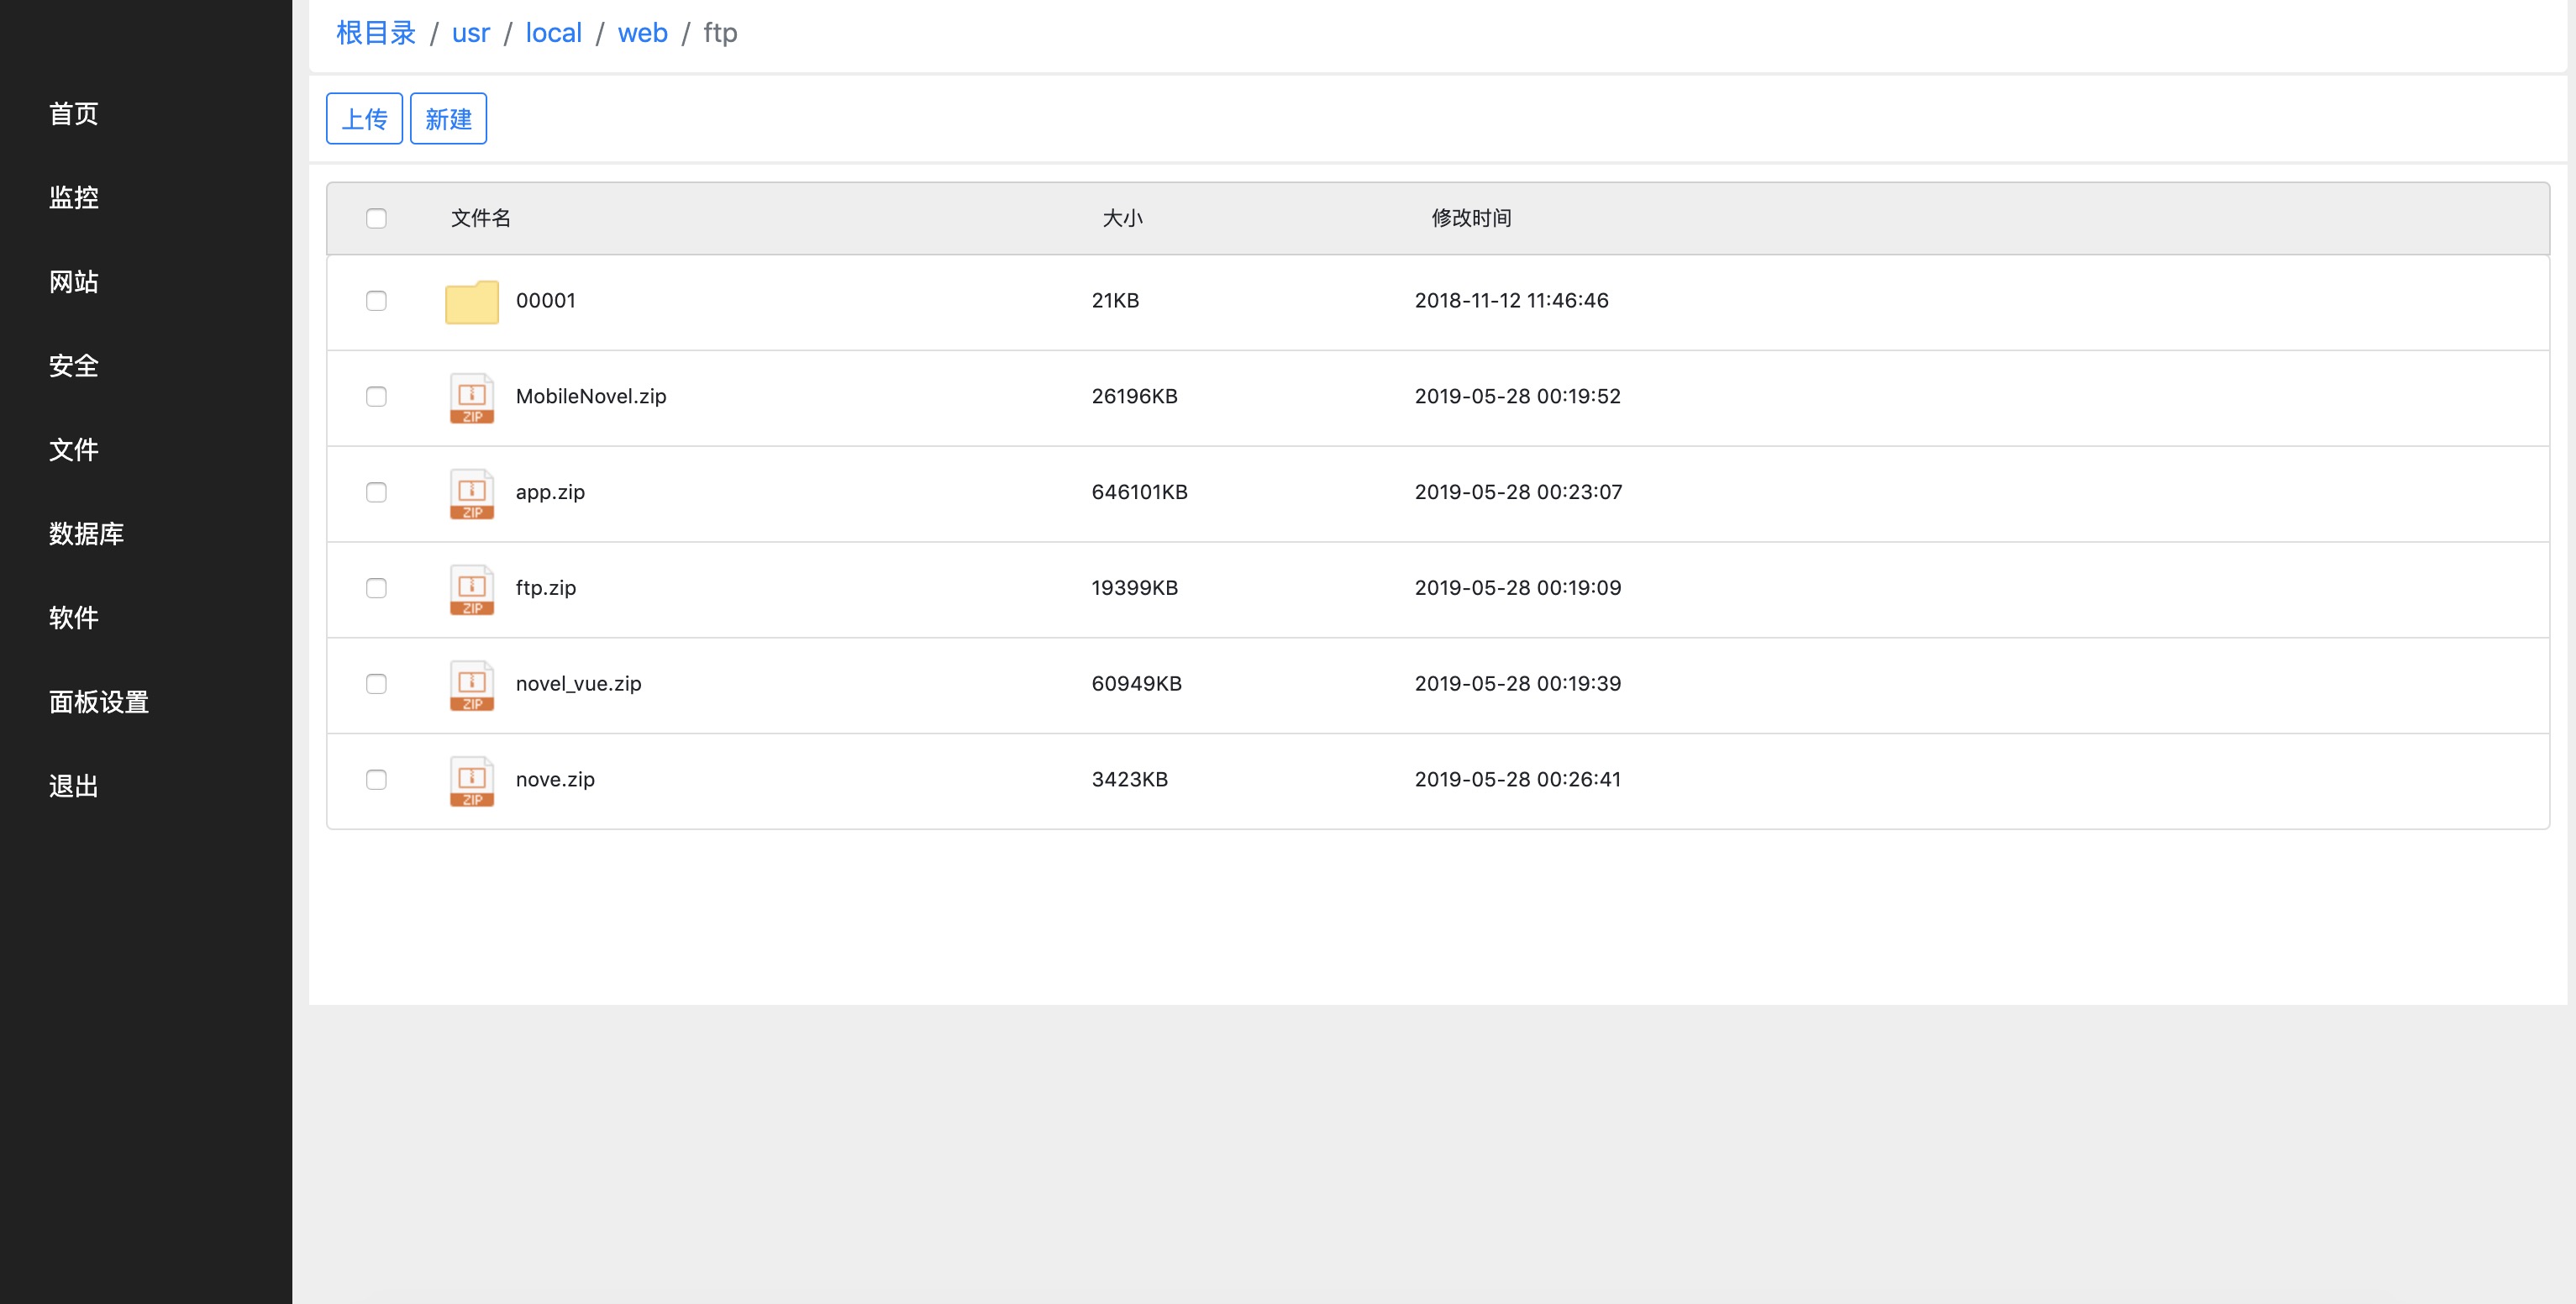 根目录 / usr / local / web / ftp
首页
监控
网站
安全
文件
数据库
软件
面板设置
退出
上传 新建
文件名 大小 修改时间
00001 21KB 2018-11-12 11:46:46
ZIP MobileNovel.zip 26196KB 2019-05-28 00:19:52
ZIP app.zip 646101KB 2019-05-28 00:23:07
ZIP ftp.zip 19399KB 2019-05-28 00:19:09
ZIP novel_vue.zip 60949KB 2019-05-28 00:19:39
ZIP nove.zip 3423KB 2019-05-28 00:26:41